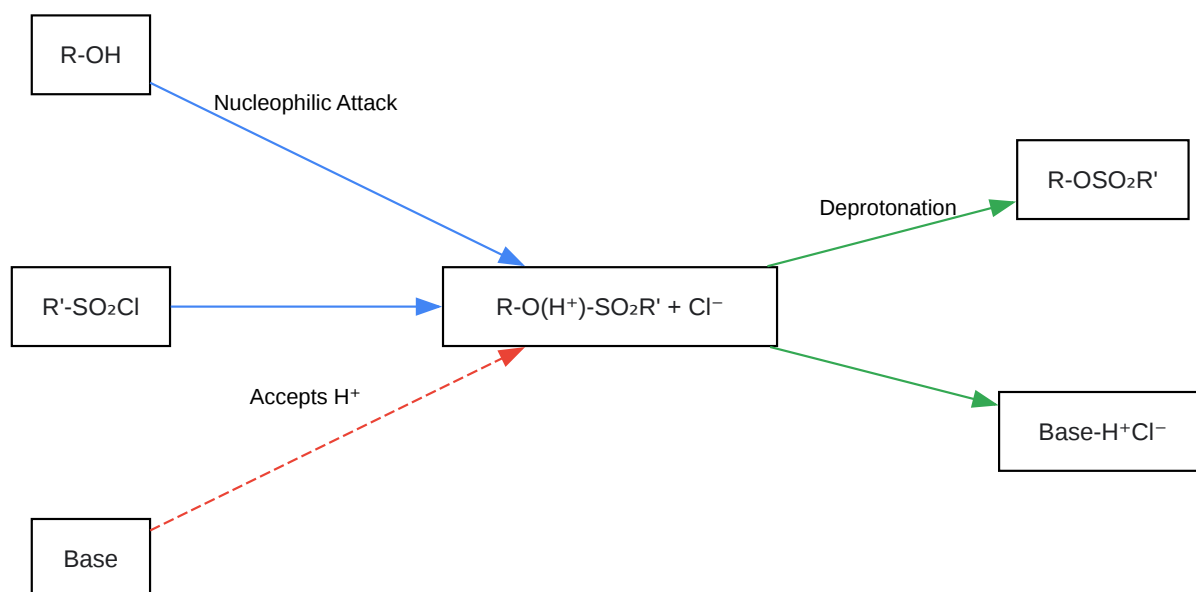 R-OH
Nucleophilic Attack
R-OSO₂R'
Deprotonation
R'-SO₂Cl
R-O(H⁺)-SO₂R' + Cl⁻
Accepts H⁺
Base-H⁺Cl⁻
Base